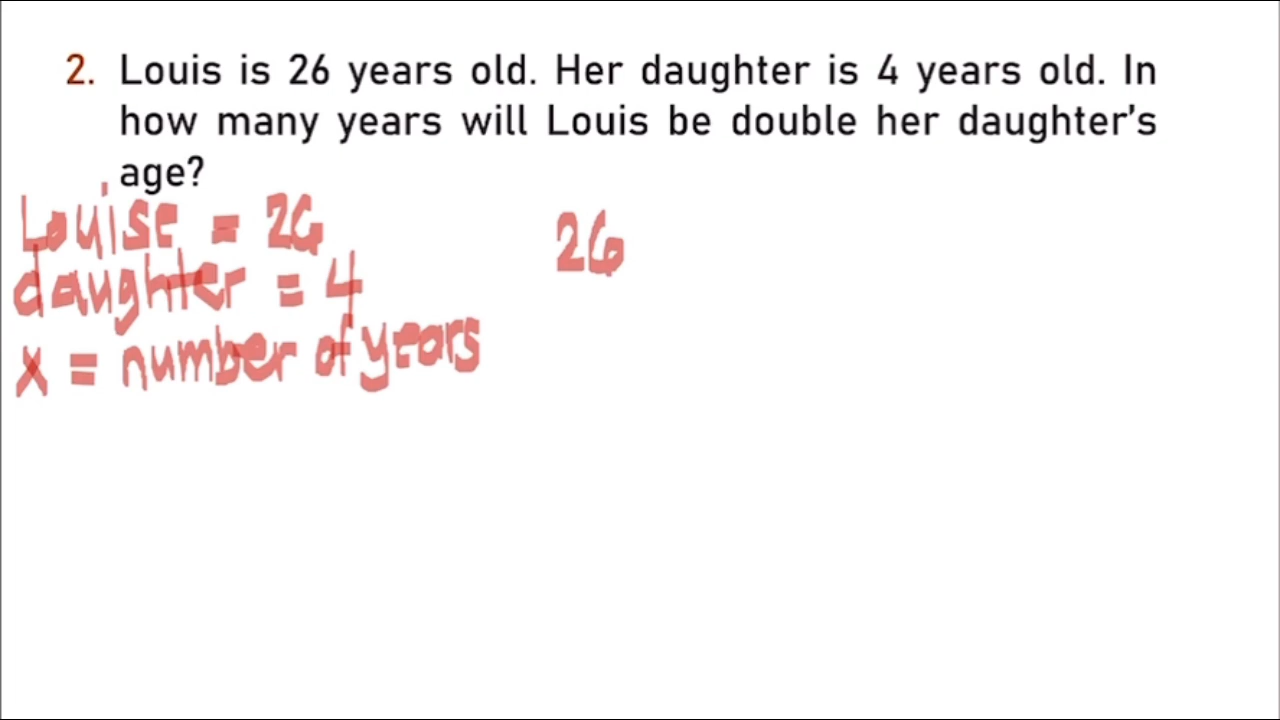 2. Louis is 26 years old. Her daughter is 4 years old. In
how many years will Louis be double her daughter's
age?
Louise = 26
26
daughter = 4
x = number of years